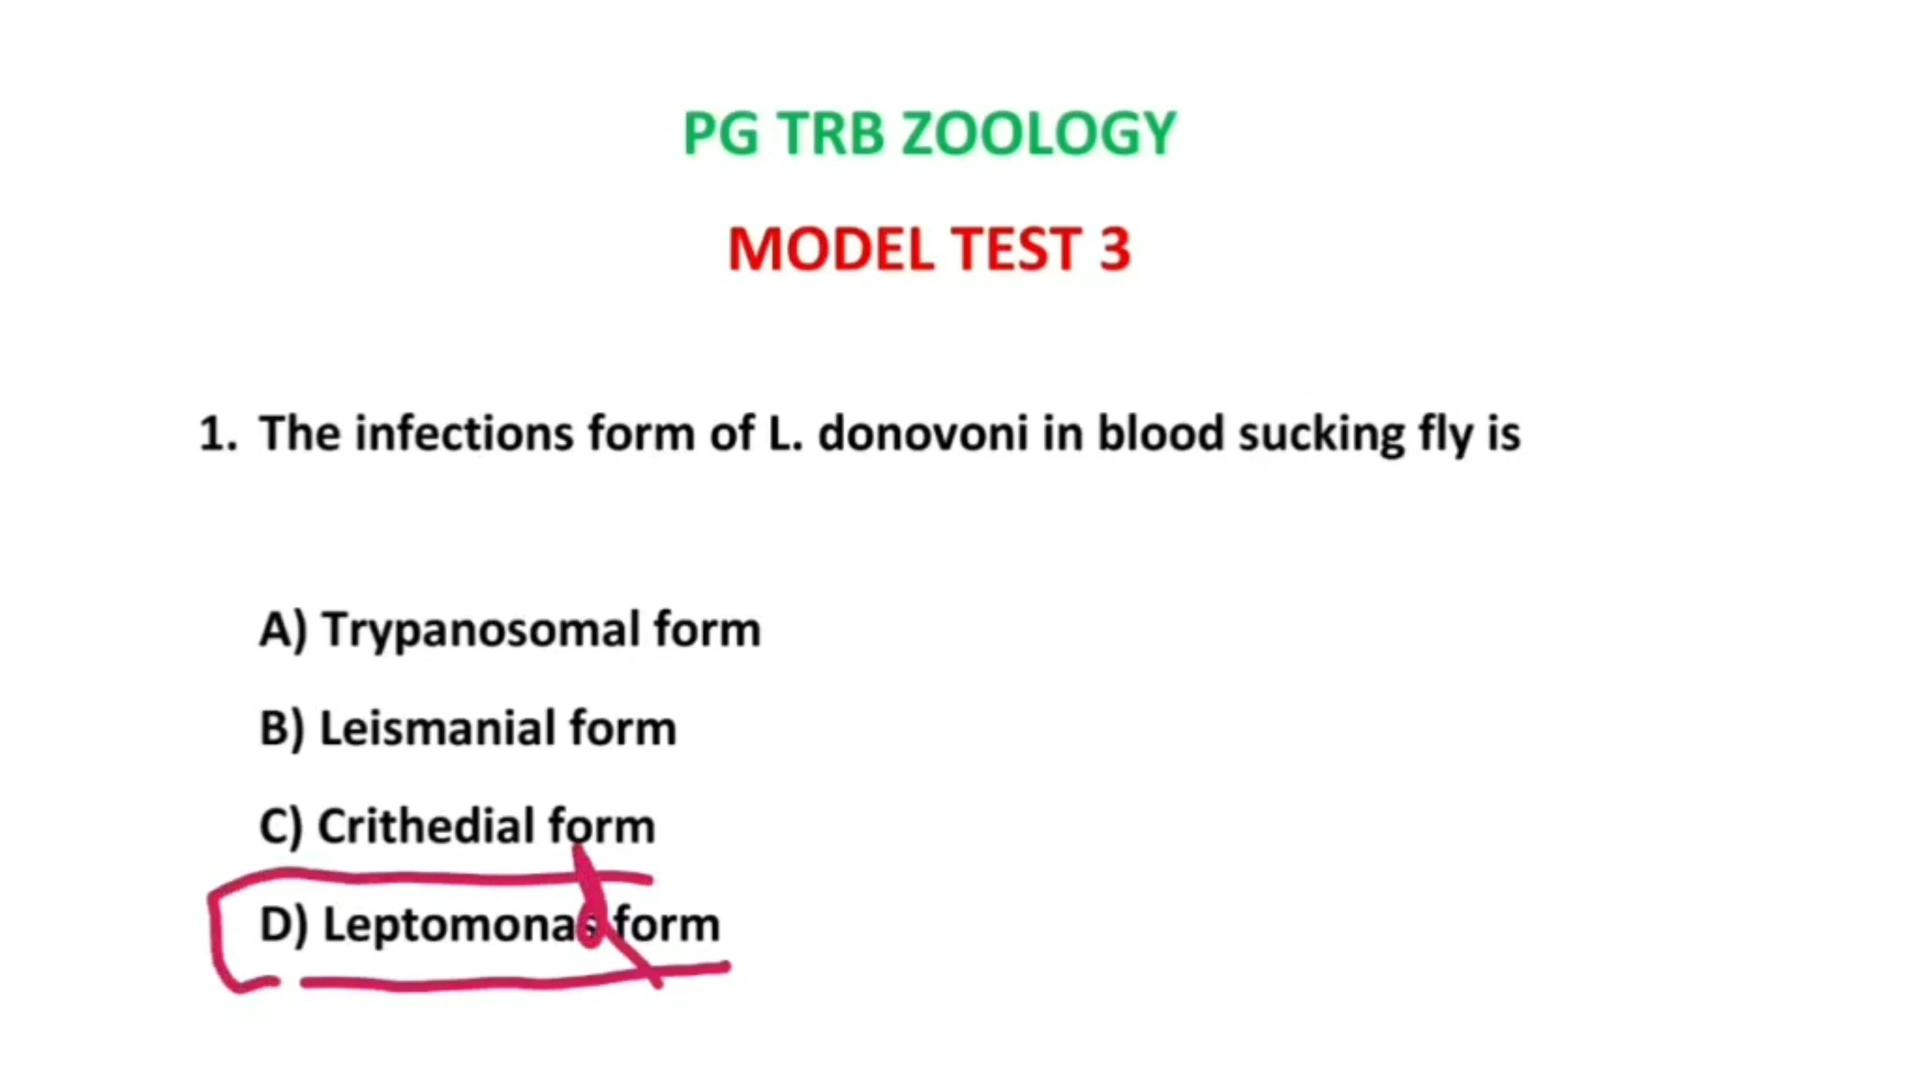 PG TRB ZOOLOGY
MODEL TEST 3
1. The infections form of L. donovoni in blood sucking fly is
A) Trypanosomal form
B) Leismanial form
C) Crithedial form
D) Leptomonas form